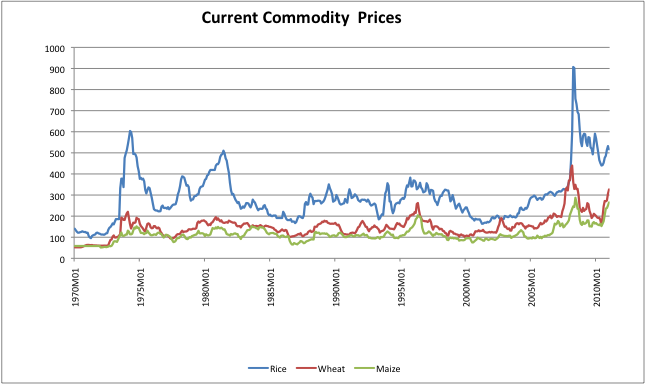 Current Commodity  Prices
1000
900
800
700
600
500
400
300
200
100
0
1970M01
1975M01
1980M01
1985M01
1990M01
1995M01
2000M01
2005M01
2010M01
Rice Wheat Maize